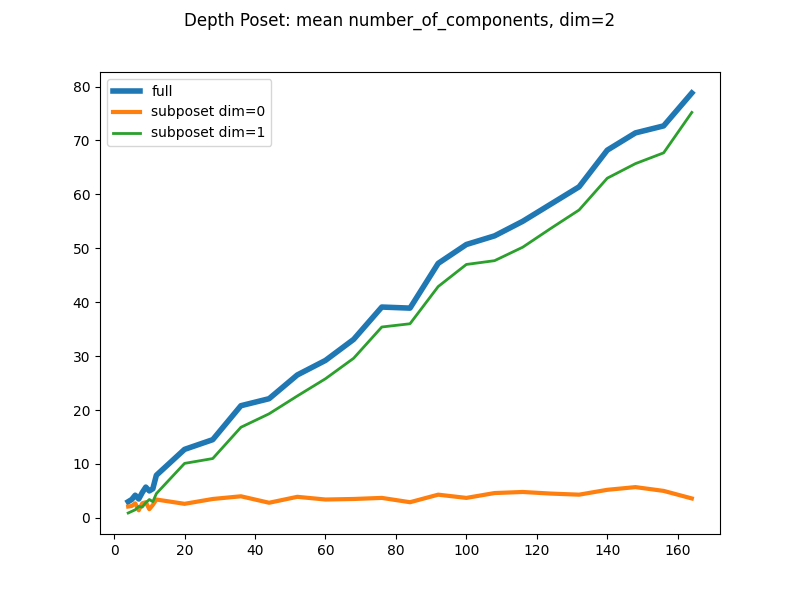 Depth Poset: mean number_of_components, dim=2
full
subposet dim=0
subposet dim=1
80
70
60
50
40
30
20
10
0
0 20 40 60 80 100 120 140 160